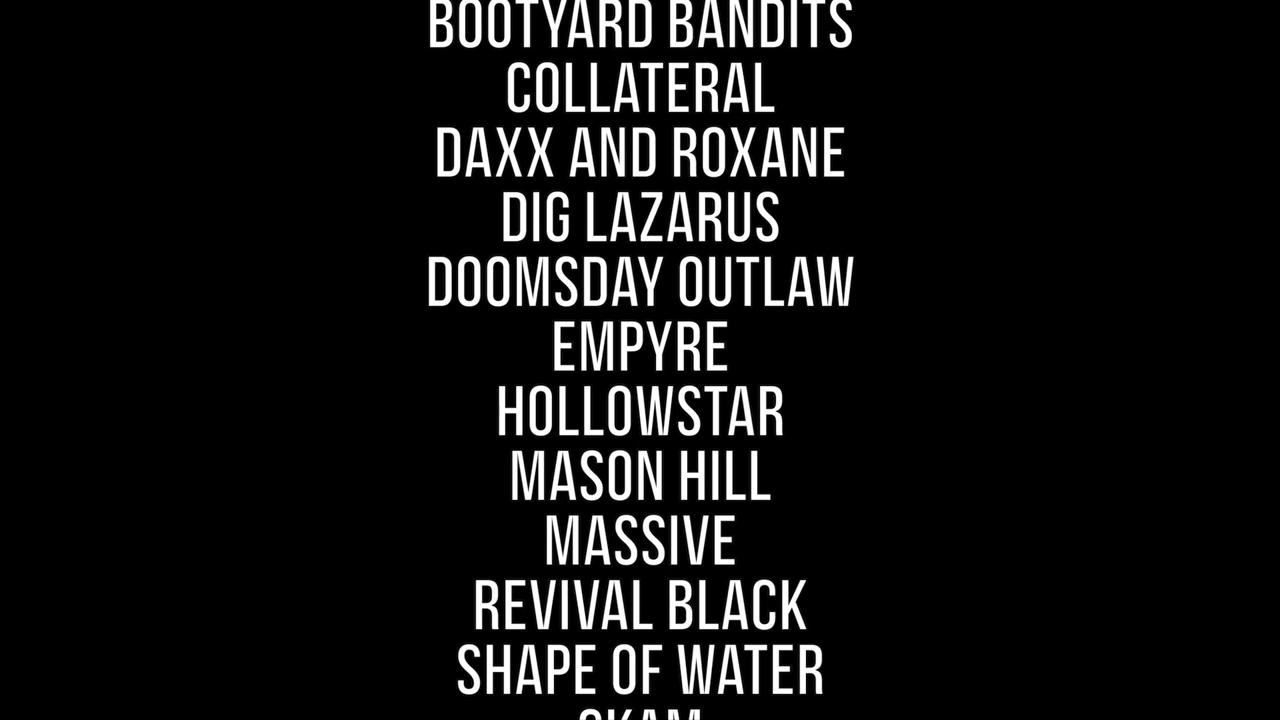 BOOTYARD BANDITS
COLLATERAL
DAXX AND ROXANE
DIG LAZARUS
DOOMSDAY OUTLAW
EMPYRE
HOLLOWSTAR
MASON HILL
MASSIVE
REVIVAL BLACK
SHAPE OF WATER